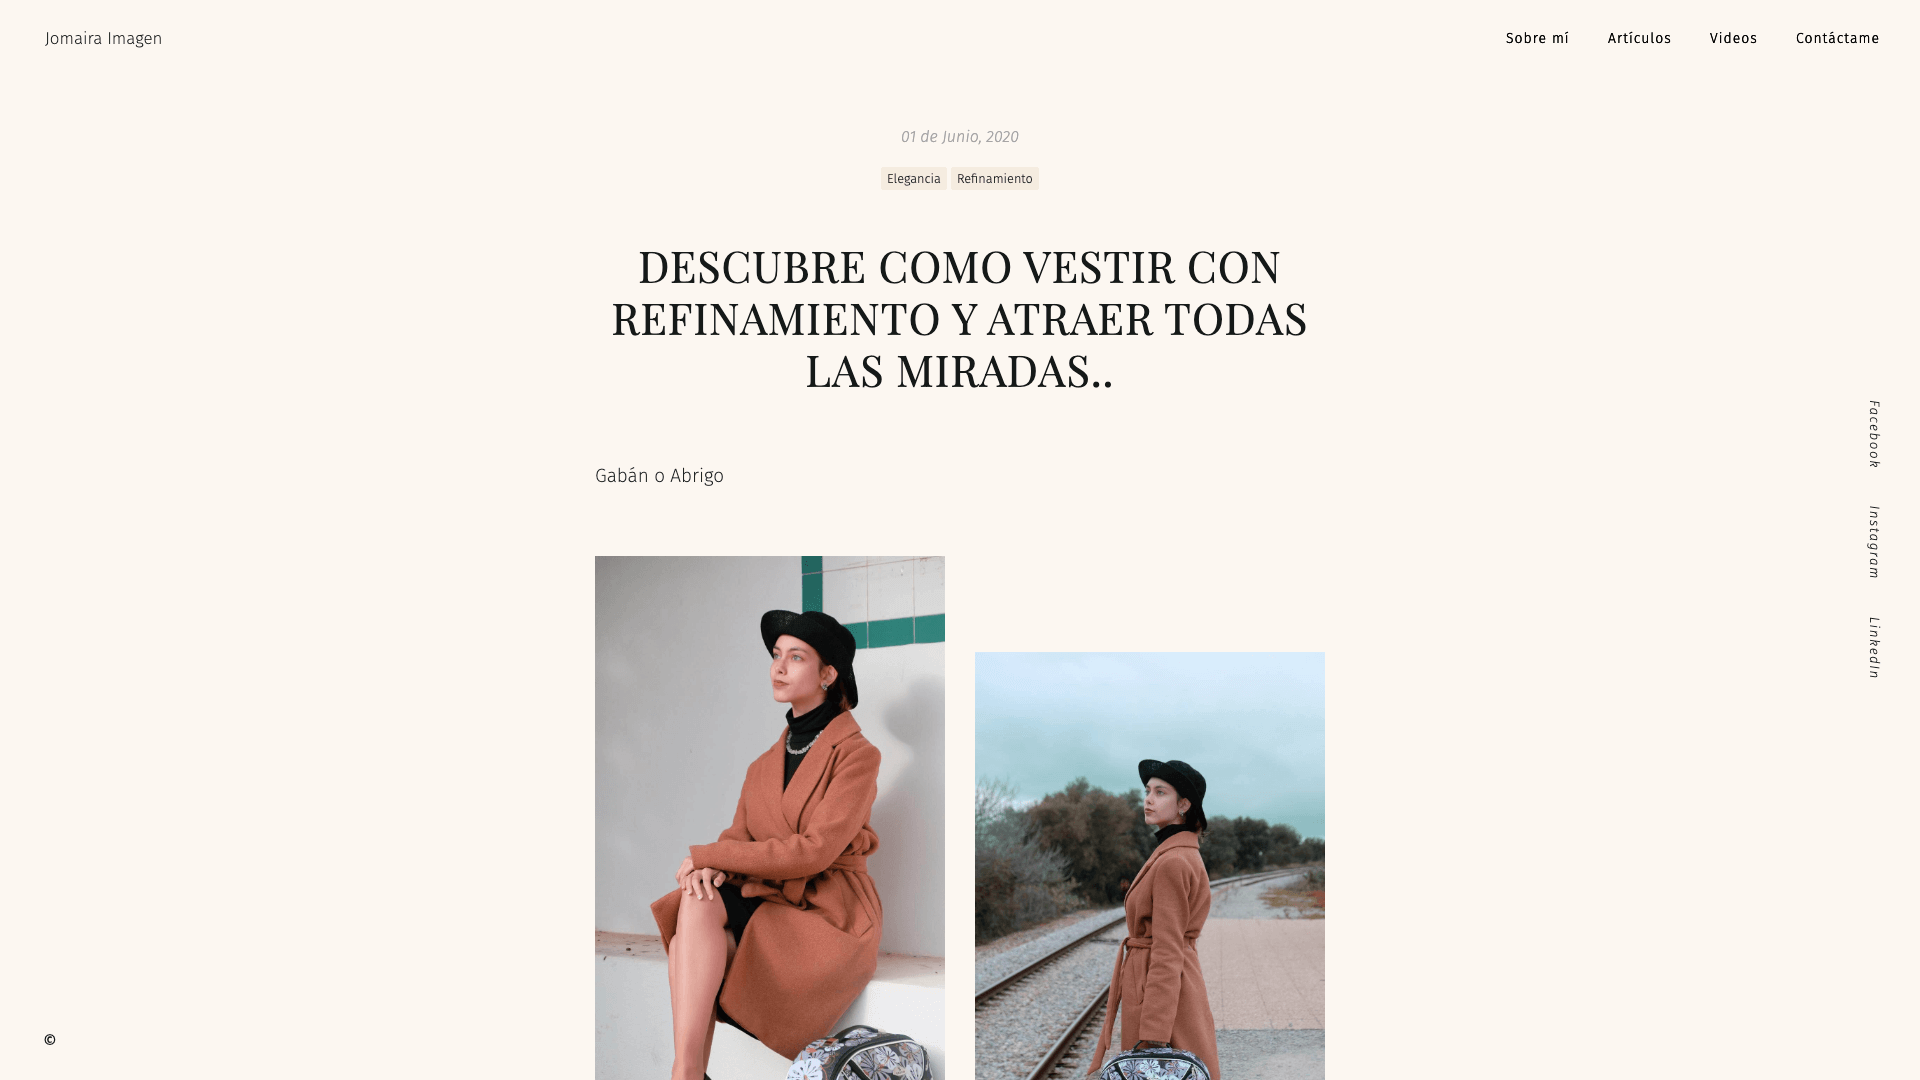 Jomaira Imagen
Sobre mí
Artículos
Videos
Contáctame
01 de Junio, 2020
Elegancia
Refinamiento
DESCUBRE COMO VESTIR CON
REFINAMIENTO Y ATRAER TODAS
LAS MIRADAS..
Gabán o Abrigo
Facebook
Instagram
LinkedIn
©